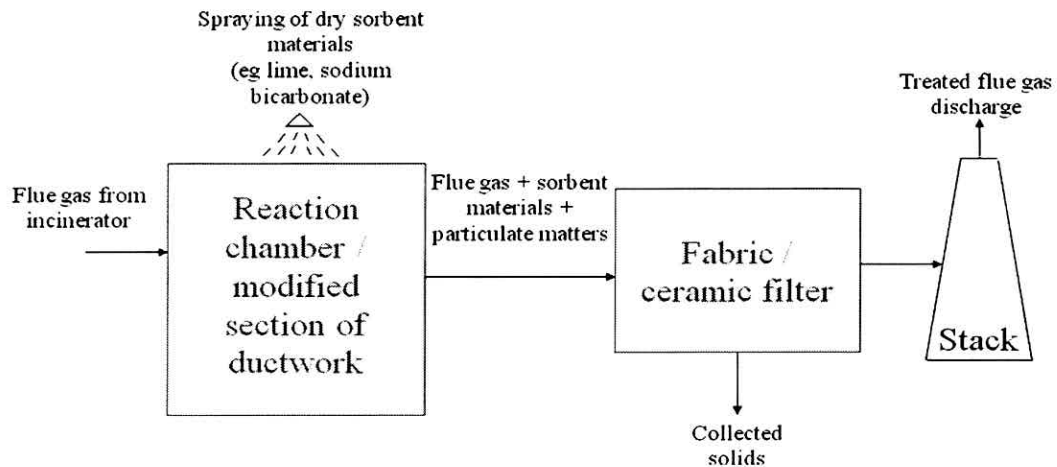 Spraying of dry sorbent
materials
(eg lime, sodium
bicarbonate)
Treated flue gas
discharge
Flue gas from
incinerator
Reaction
chamber /
modified
section of
ductwork
Flue gas + sorbent
materials +
particulate matters
Fabric /
ceramic filter
Stack
Collected
solids